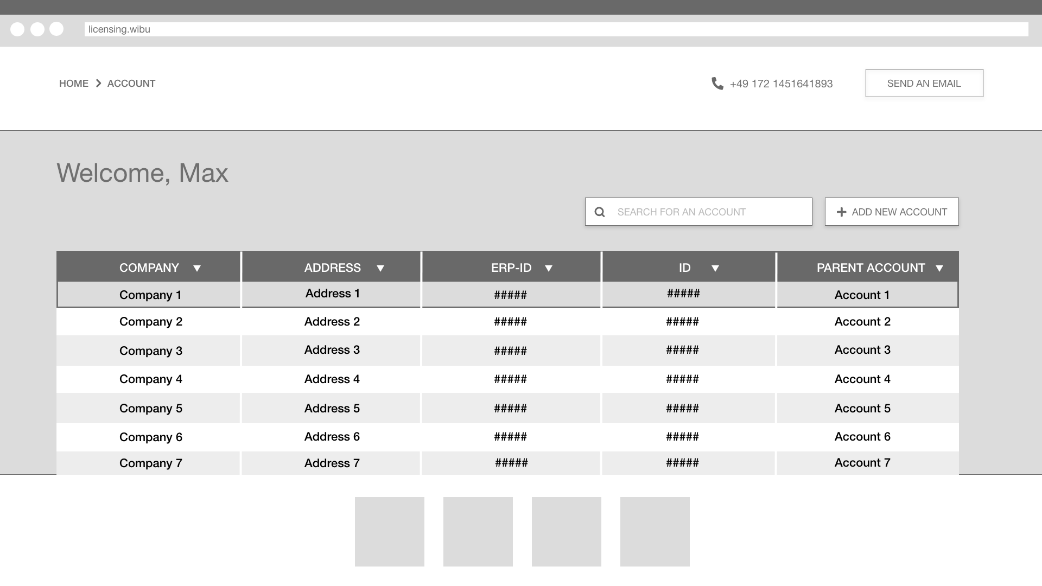 licensing.wibu
HOME > ACCOUNT
+49 172 1451641893
SEND AN EMAIL
Welcome, Max
SEARCH FOR AN ACCOUNT
+ ADD NEW ACCOUNT
COMPANY ▼ ADDRESS ▼ ERP-ID ▼ ID ▼ PARENT ACCOUNT ▼
Company 1 Address 1 ##### ##### Account 1
Company 2 Address 2 ##### ##### Account 2
Company 3 Address 3 ##### ##### Account 3
Company 4 Address 4 ##### ##### Account 4
Company 5 Address 5 ##### ##### Account 5
Company 6 Address 6 ##### ##### Account 6
Company 7 Address 7 ##### ##### Account 7